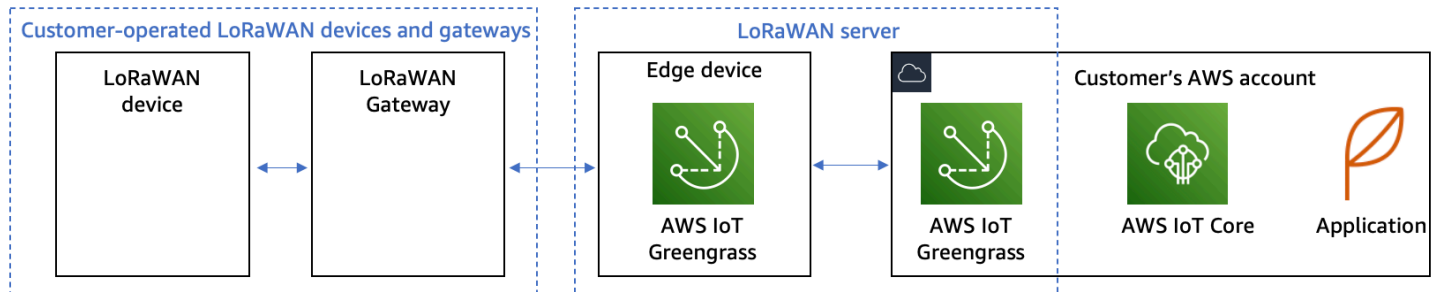 Customer-operated LoRaWAN devices and gateways
LoRaWAN server
LoRaWAN
device
LoRaWAN
Gateway
Edge device
AWS IoT
Greengrass
Customer’s AWS account
AWS IoT
Greengrass
AWS IoT Core
Application